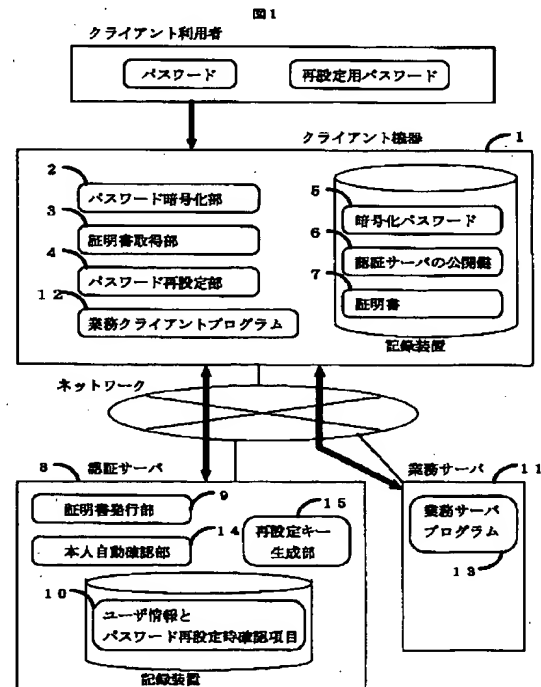 図1
クライアント利用者
パスワード
再設定用パスワード
クライアント機器
1
2
パスワード暗号化部
3
証明書取得部
4
パスワード再設定部
12
業務クライアントプログラム
5
暗号化パスワード
6
認証サーバの公開鍵
7
証明書
記録装置
ネットワーク
8
認証サーバ
証明書発行部
9
本人自動確認部
14
15
再設定キー
生成部
10
ユーザ情報と
パスワード再設定時確認項目
記録装置
業務サーバ
11
業務サーバ
プログラム
13